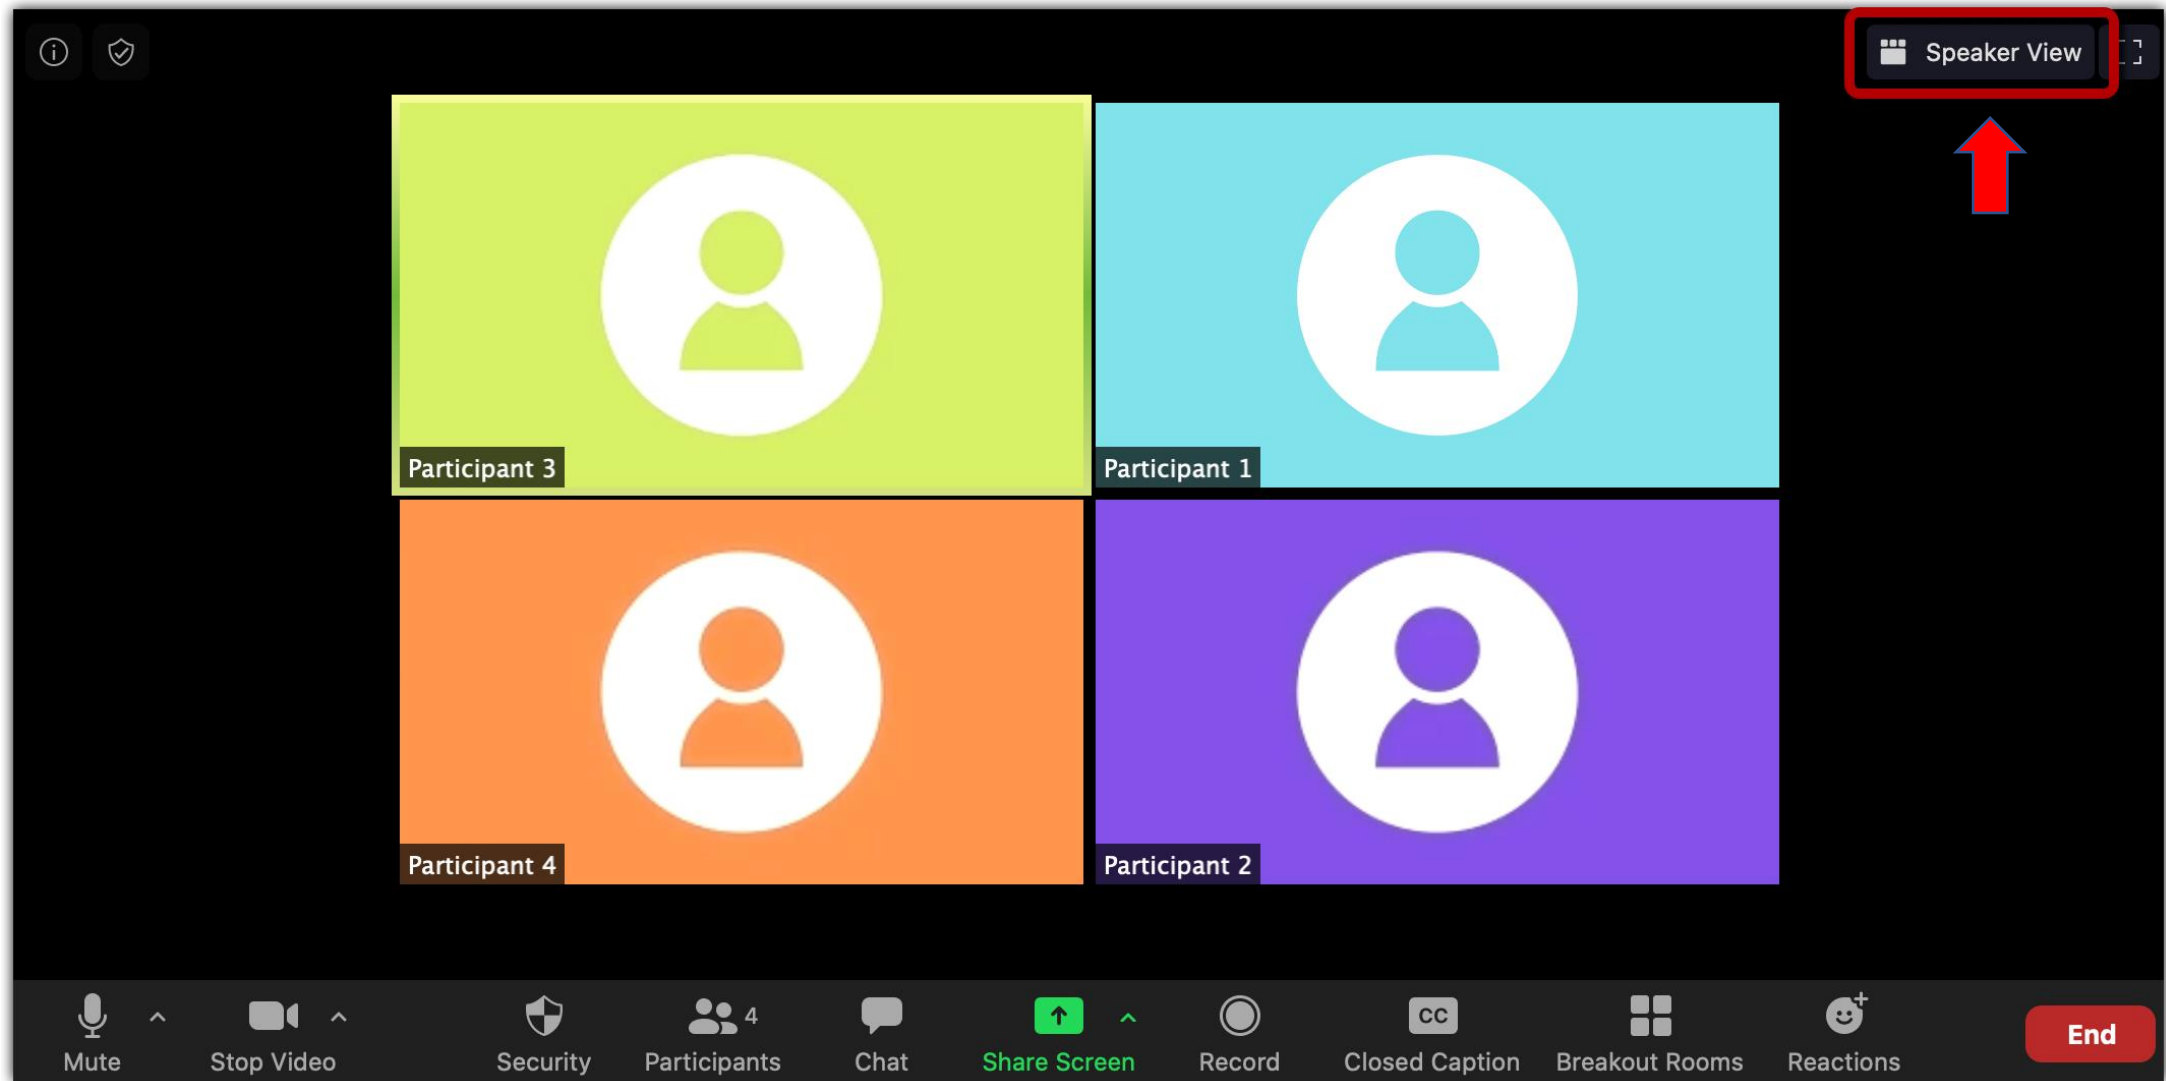 Speaker View
Participant 3
Participant 1
Participant 4
Participant 2
4
CC
Mute
Stop Video
Security
Participants
Chat
Share Screen
Record
Closed Caption
Breakout Rooms
Reactions
End